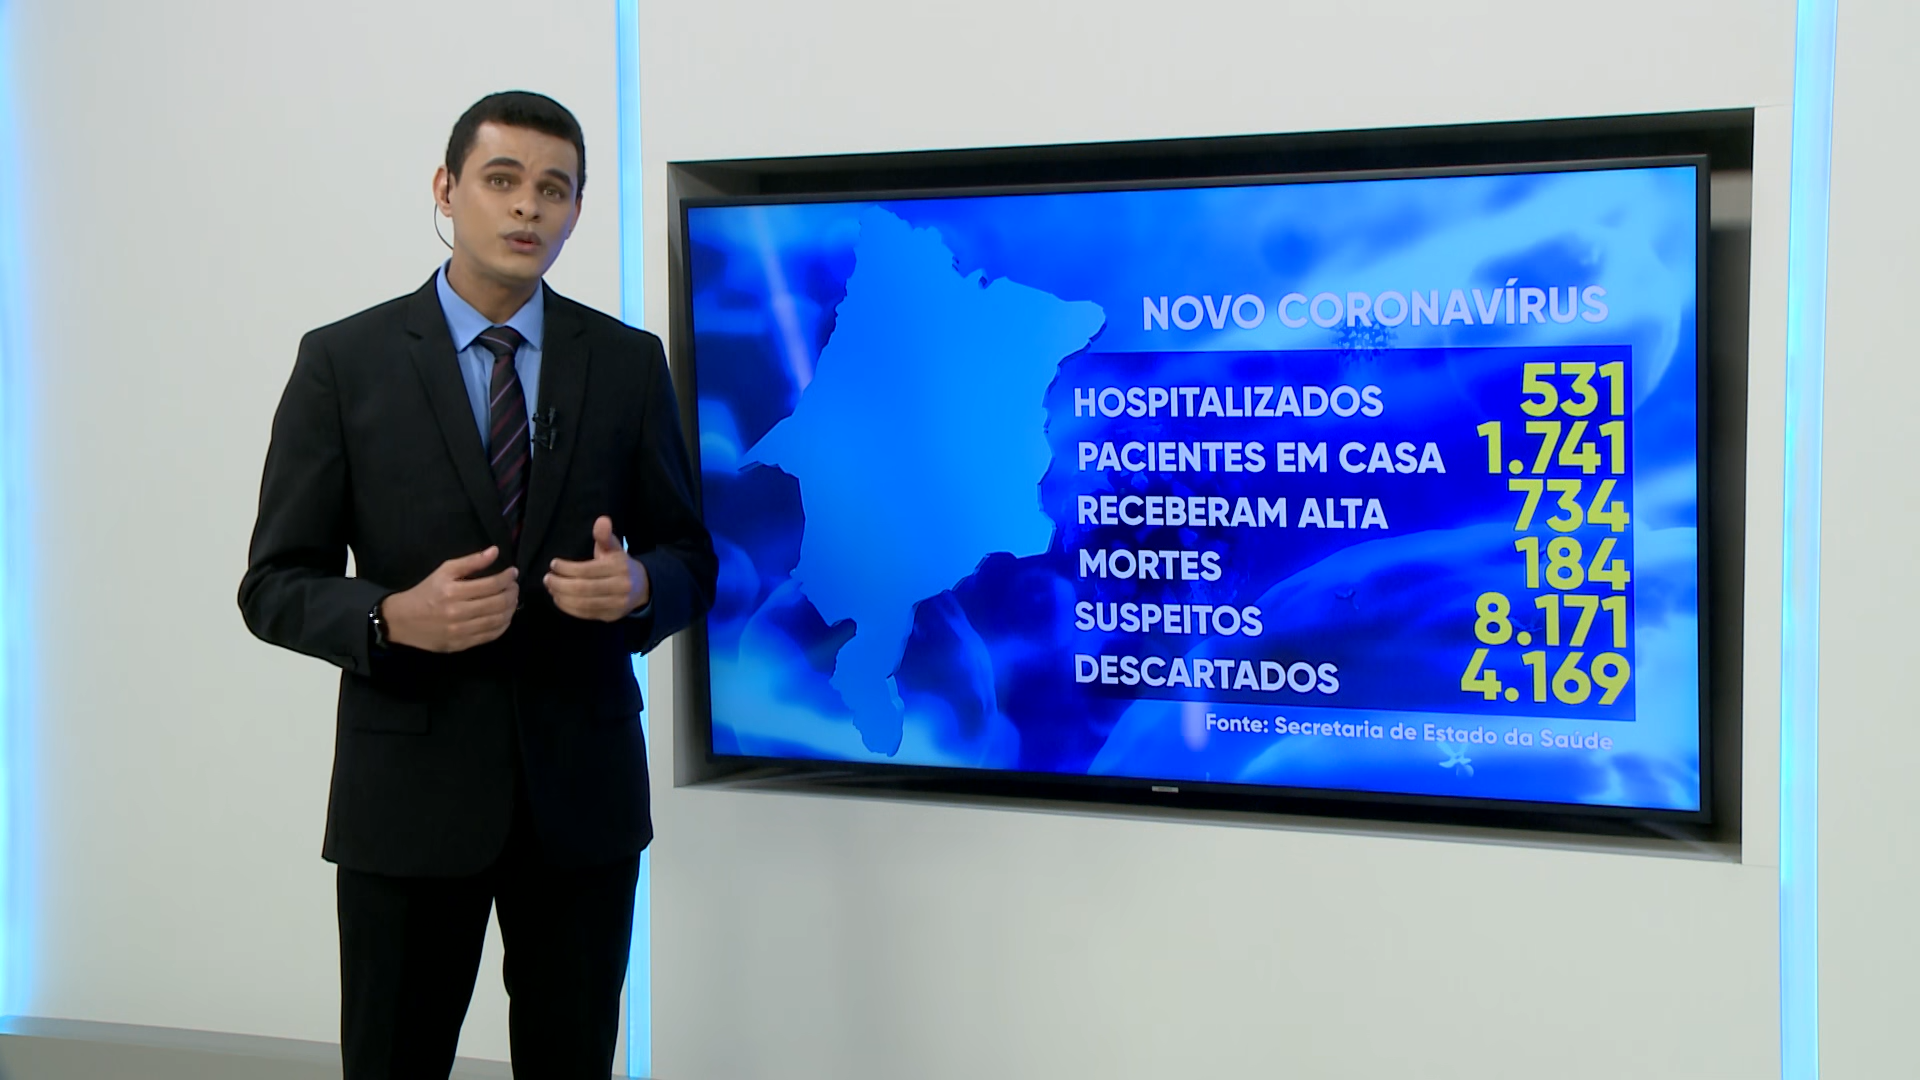 NOVO CORONAVÍRUS
HOSPITALIZADOS 531
PACIENTES EM CASA 1.741
RECEBERAM ALTA 734
MORTES 184
SUSPEITOS 8.171
DESCARTADOS 4.169
Fonte: Secretaria de Estado da Saúde